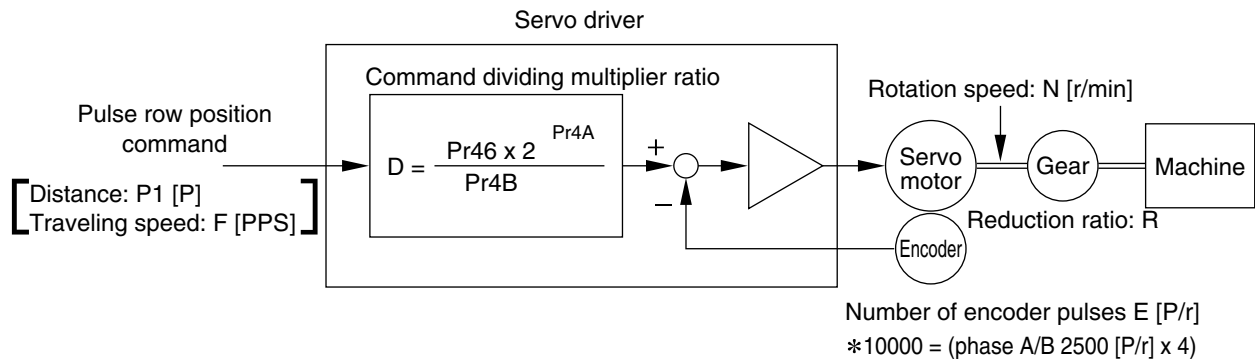 Servo driver
Command dividing multiplier ratio
Pulse row position
command
Distance: P1 [P]
Traveling speed: F [PPS]
D = Pr46 x 2 Pr4A
Pr4B
+
−
Rotation speed: N [r/min]
Servo
motor
Gear
Machine
Reduction ratio: R
Encoder
Number of encoder pulses E [P/r]
*10000 = (phase A/B 2500 [P/r] x 4)